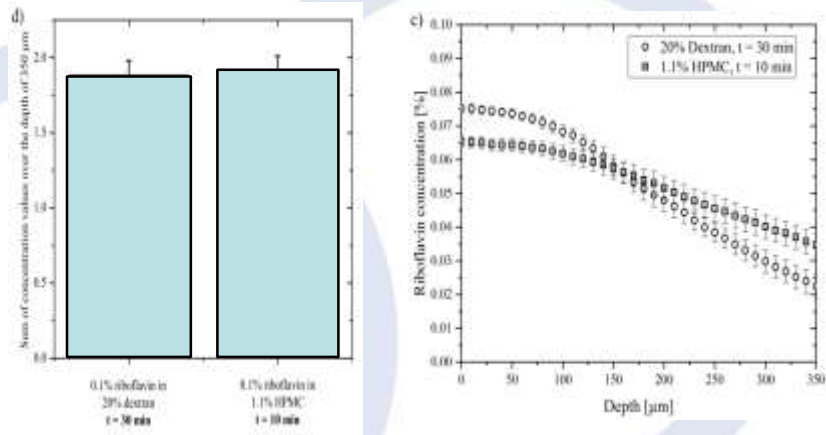 d)
Sum of concentration values over the depth of 350 µm
2.0
1.5
1.0
0.5
0.0
0.1% riboflavin in
20% dextran
t = 30 min
0.1% riboflavin in
1.1% HPMC
t = 10 min
c)
Riboflavin concentration [%]
0.10
0.09
0.08
0.07
0.06
0.05
0.04
0.03
0.02
0.01
0.00
20% Dextran, t = 30 min
1.1% HPMC, t = 10 min
0 50 100 150 200 250 300 350
Depth [µm]